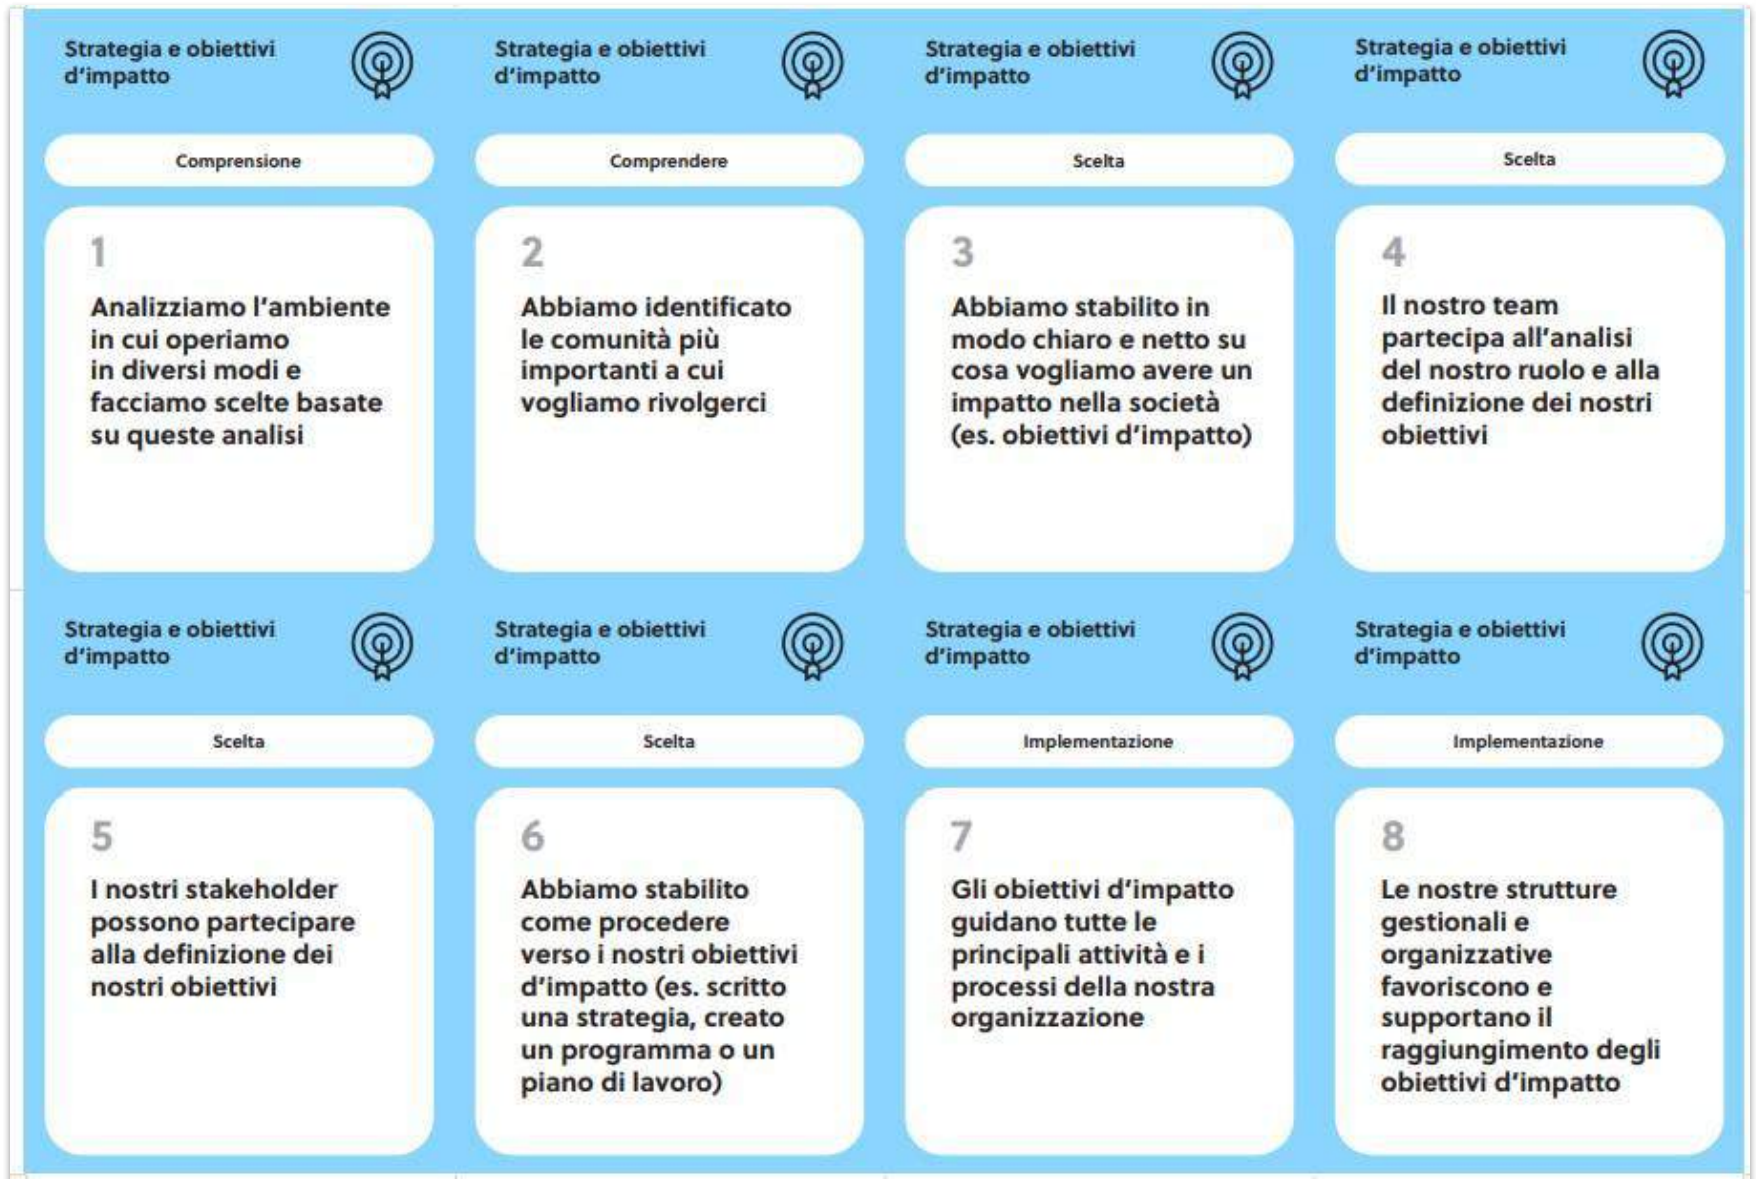 Strategia e obiettivi
d'impatto
Comprensione
1
Analizziamo l'ambiente
in cui operiamo
in diversi modi e
facciamo scelte basate
su queste analisi
Strategia e obiettivi
d'impatto
Comprendere
2
Abbiamo identificato
le comunità più
importanti a cui
vogliamo rivolgerci
Strategia e obiettivi
d'impatto
Scelta
3
Abbiamo stabilito in
modo chiaro e netto su
cosa vogliamo avere un
impatto nella società
(es. obiettivi d'impatto)
Strategia e obiettivi
d'impatto
Scelta
4
Il nostro team
partecipa all'analisi
del nostro ruolo e alla
definizione dei nostri
obiettivi
Strategia e obiettivi
d'impatto
Scelta
5
I nostri stakeholder
possono partecipare
alla definizione dei
nostri obiettivi
Strategia e obiettivi
d'impatto
Scelta
6
Abbiamo stabilito
come procedere
verso i nostri obiettivi
d'impatto (es. scritto
una strategia, creato
un programma o un
piano di lavoro)
Strategia e obiettivi
d'impatto
Implementazione
7
Gli obiettivi d'impatto
guidano tutte le
principali attività e i
processi della nostra
organizzazione
Strategia e obiettivi
d'impatto
Implementazione
8
Le nostre strutture
gestionali e
organizzative
favoriscono e
supportano il
raggiungimento degli
obiettivi d'impatto